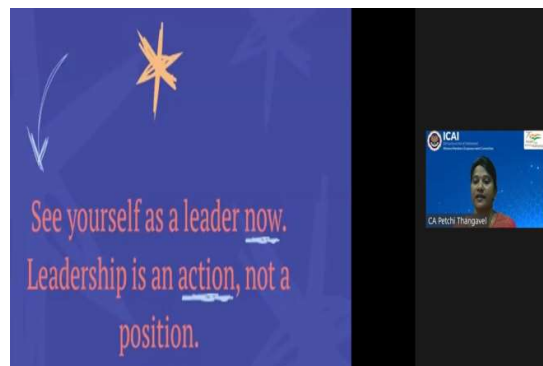 See yourself as a leader now.
Leadership is an action, not a
position.
ICAI
CA Petchi Thangavel